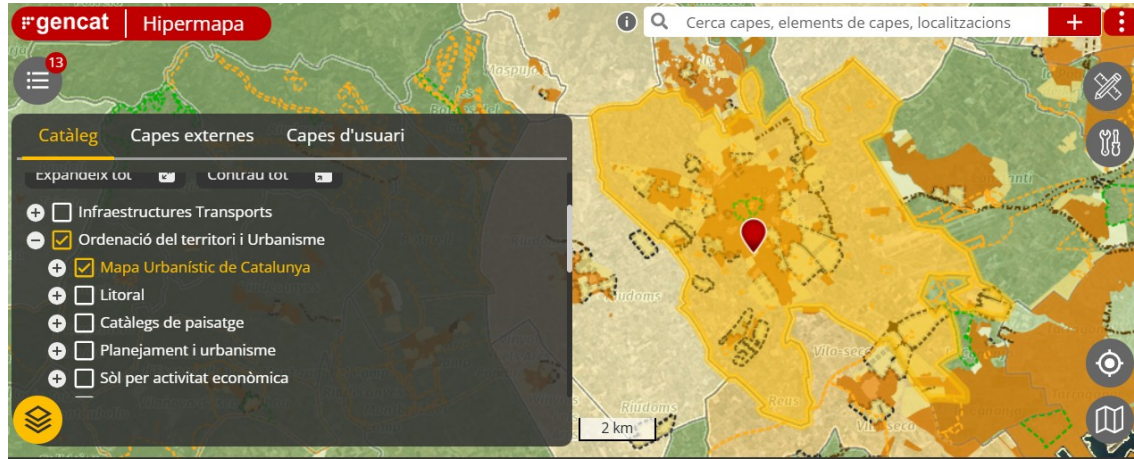 gencat
Hipermapa
Cerca capes, elements de capes, localitzacions
+
13
Maspujols
Catàleg
Capes externes
Capes d'usuari
Expandeix tot
Contrau tot
Infraestructures Transports
Ordenació del territori i Urbanisme
Mapa Urbanístic de Catalunya
Litoral
Catàlegs de paisatge
Planejament i urbanisme
Sòl per activitat econòmica
Riudoms
Vila-seca
Reus
Riudoms
2 km